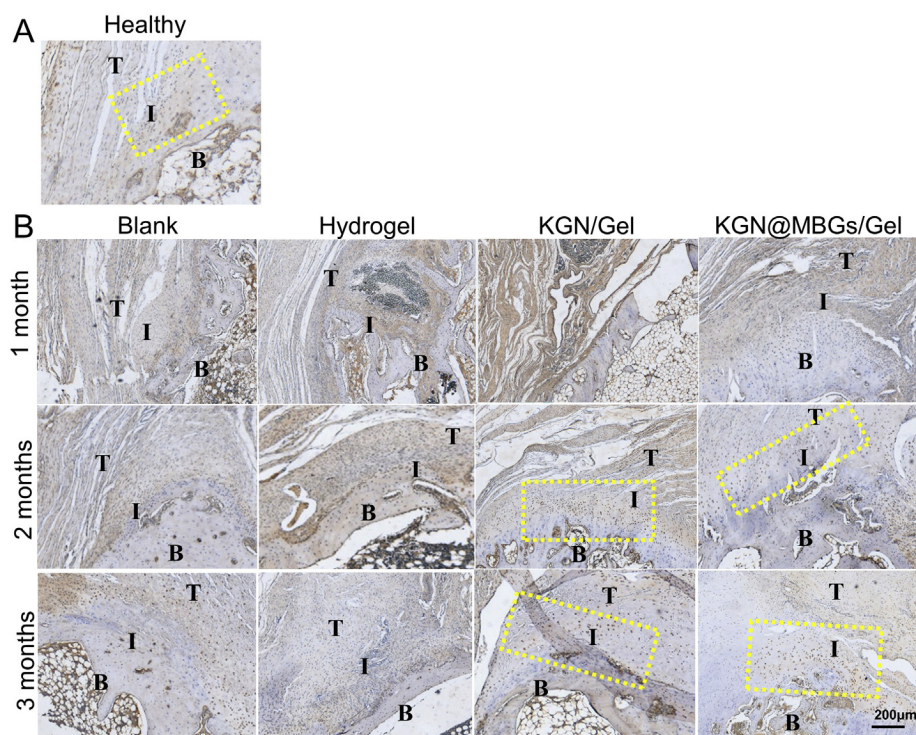 A
Healthy
T
I
B
B
Blank
Hydrogel
KGN/Gel
KGN@MBGs/Gel
1 month
T
I
B
T
I
B
T
I
B
2 months
T
I
B
T
I
B
T
I
B
T
I
B
3 months
T
I
B
T
I
B
T
I
B
T
I
B
200μm